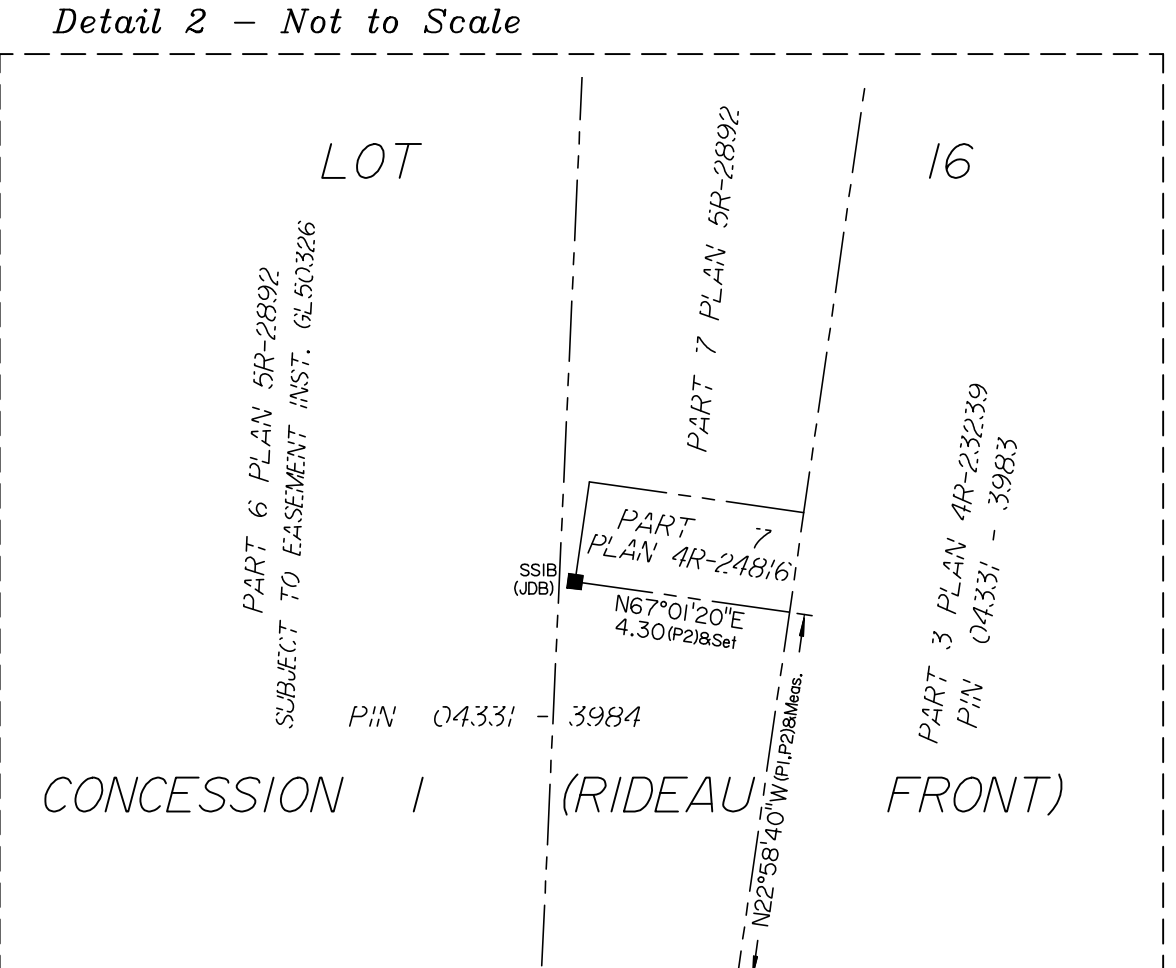 Detail 2 - Not to Scale
LOT
16
PART 6 PLAN 5R-2892
SUBJECT TO EASEMENT INST. GL50326
PART 7 PLAN 5R-2892
PART 3 PLAN 4R-23239
PIN 04331 - 3983
PART 7
PLAN 4R-24816
SSIB
(JDB)
N67°01'20"E
4.30(P2)&Set
N22°58'40"W(P1,P2)&Meas.
PIN 04331 - 3984
CONCESSION 1 (RIDEAU FRONT)